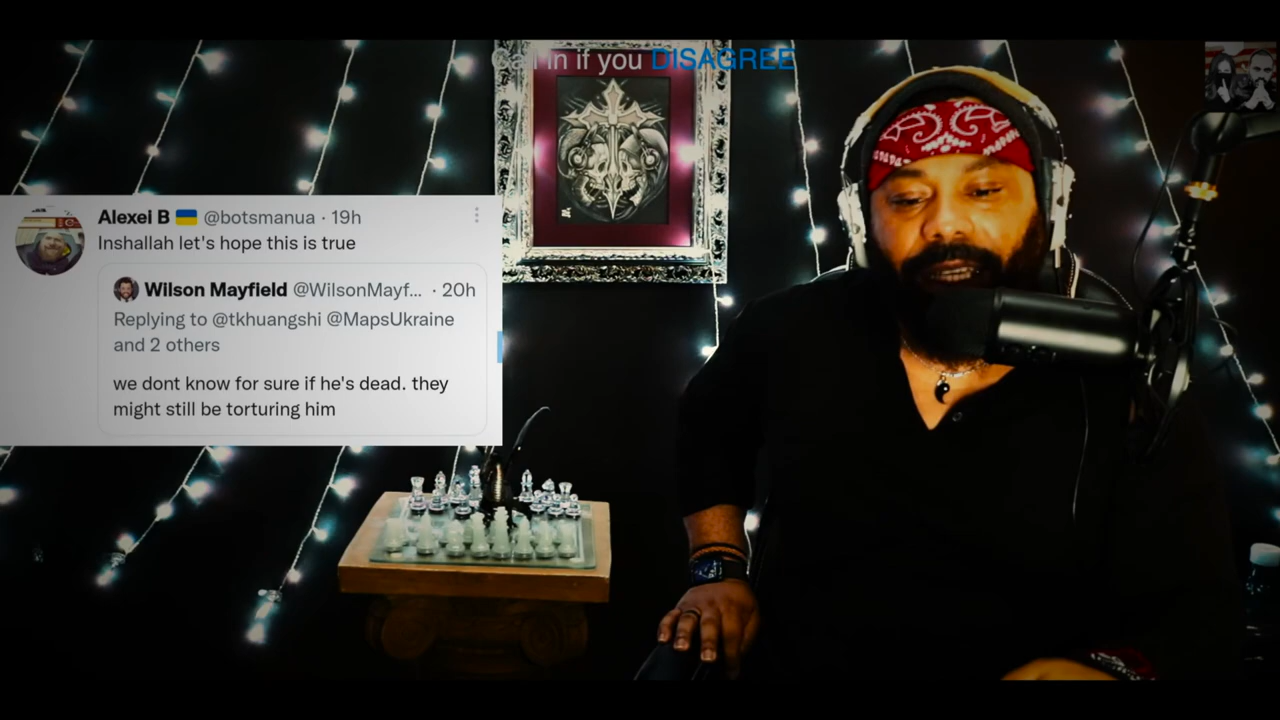 Call in if you DISAGREE
Alexei B @botsmanua · 19h
Inshallah let's hope this is true
Wilson Mayfield @WilsonMayf... · 20h
Replying to @tkhuangshi @MapsUkraine
and 2 others
we dont know for sure if he's dead. they
might still be torturing him